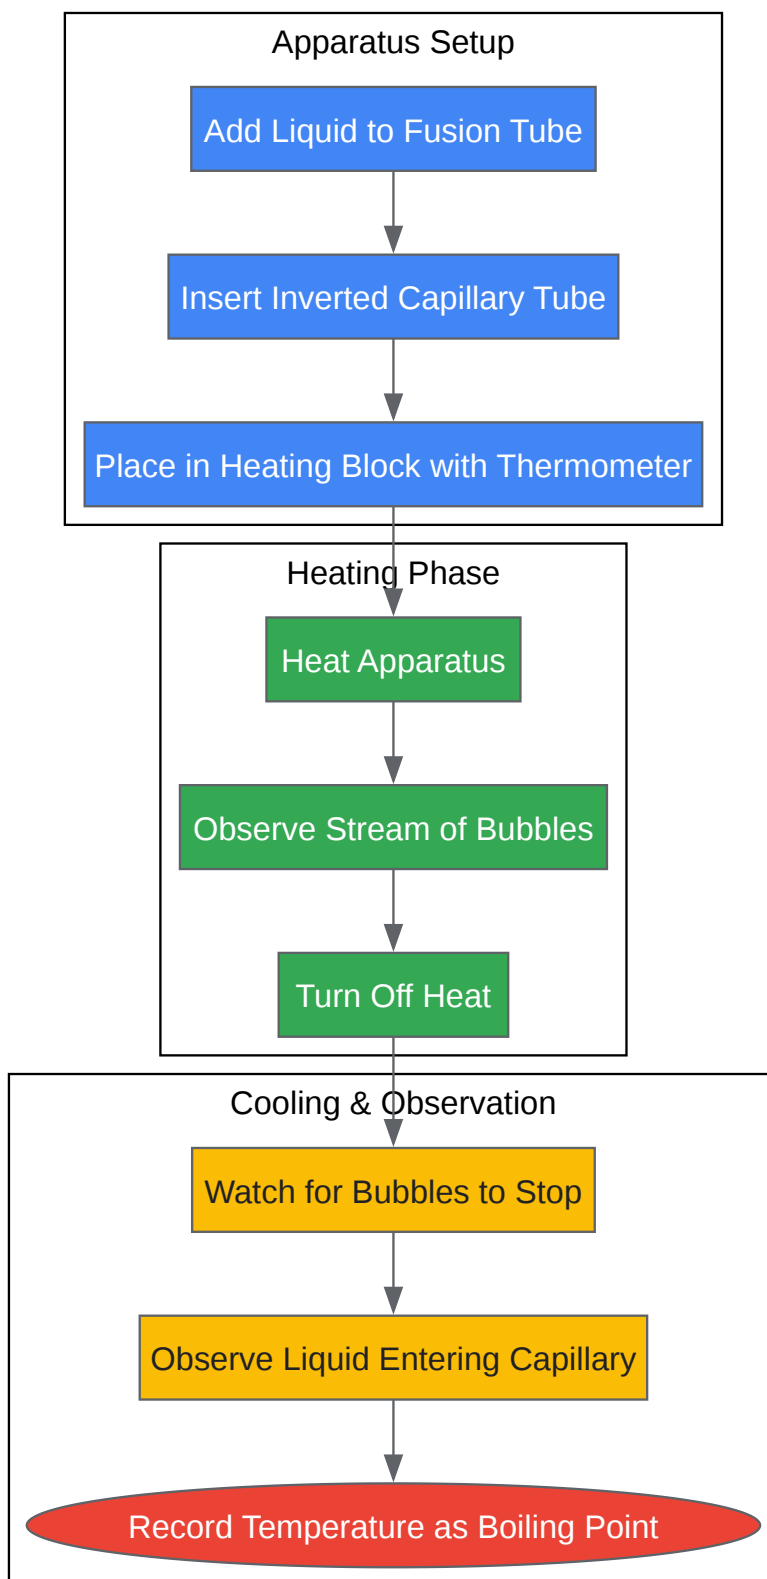 Apparatus Setup
Add Liquid to Fusion Tube
Insert Inverted Capillary Tube
Place in Heating Block with Thermometer
Heating Phase
Heat Apparatus
Observe Stream of Bubbles
Turn Off Heat
Cooling & Observation
Watch for Bubbles to Stop
Observe Liquid Entering Capillary
Record Temperature as Boiling Point